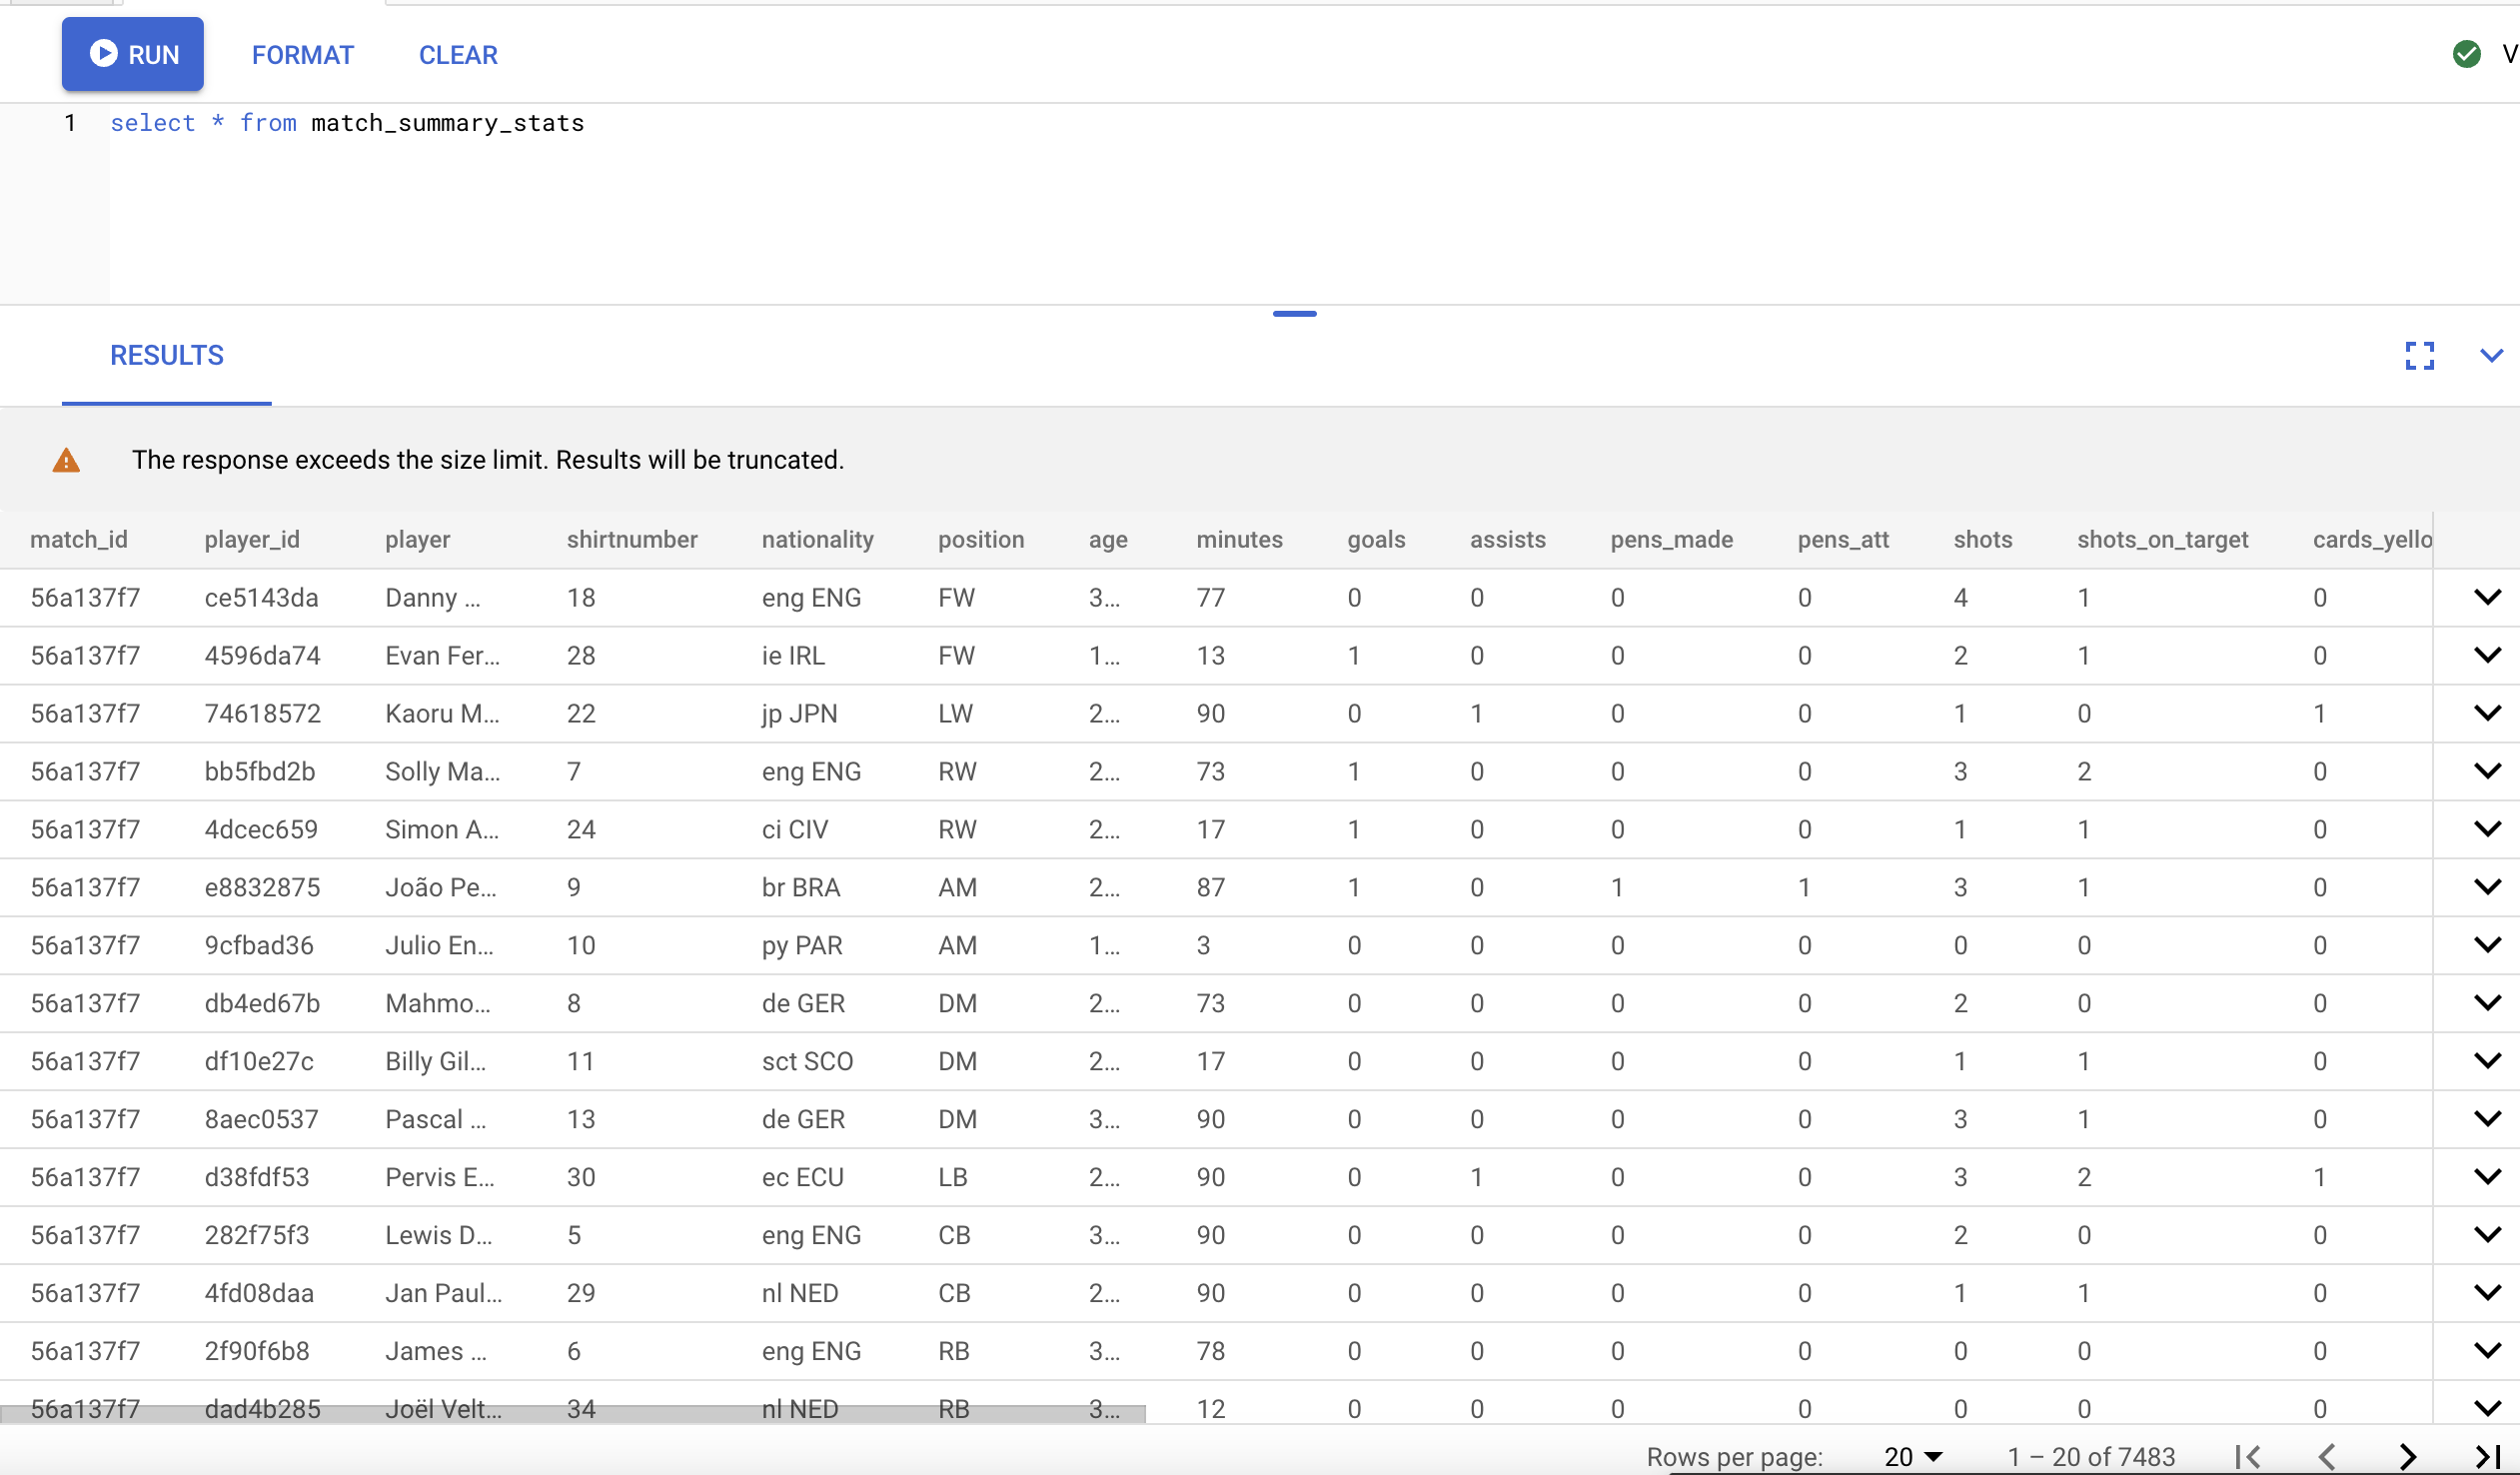 RUN FORMAT CLEAR V
1 select * from match_summary_stats
RESULTS
The response exceeds the size limit. Results will be truncated.
match_id player_id player shirtnumber nationality position age minutes goals assists pens_made pens_att shots shots_on_target cards_yello
56a137f7 ce5143da Danny ... 18 eng ENG FW 3... 77 0 0 0 0 4 1 0
56a137f7 4596da74 Evan Fer... 28 ie IRL FW 1... 13 1 0 0 0 2 1 0
56a137f7 74618572 Kaoru M... 22 jp JPN LW 2... 90 0 1 0 0 1 0 1
56a137f7 bb5fbd2b Solly Ma... 7 eng ENG RW 2... 73 1 0 0 0 3 2 0
56a137f7 4dcec659 Simon A... 24 ci CIV RW 2... 17 1 0 0 0 1 1 0
56a137f7 e8832875 João Pe... 9 br BRA AM 2... 87 1 0 1 1 3 1 0
56a137f7 9cfbad36 Julio En... 10 py PAR AM 1... 3 0 0 0 0 0 0 0
56a137f7 db4ed67b Mahmo... 8 de GER DM 2... 73 0 0 0 0 2 0 0
56a137f7 df10e27c Billy Gil... 11 sct SCO DM 2... 17 0 0 0 0 1 1 0
56a137f7 8aec0537 Pascal ... 13 de GER DM 3... 90 0 0 0 0 3 1 0
56a137f7 d38fdf53 Pervis E... 30 ec ECU LB 2... 90 0 1 0 0 3 2 1
56a137f7 282f75f3 Lewis D... 5 eng ENG CB 3... 90 0 0 0 0 2 0 0
56a137f7 4fd08daa Jan Paul... 29 nl NED CB 2... 90 0 0 0 0 1 1 0
56a137f7 2f90f6b8 James ... 6 eng ENG RB 3... 78 0 0 0 0 0 0 0
56a137f7 dad4b285 Joël Velt... 34 nl NED RB 3... 12 0 0 0 0 0 0 0
Rows per page: 20 1 – 20 of 7483